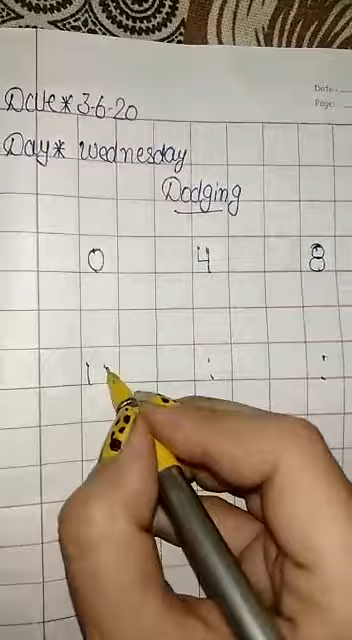 Date:
Page:
Date* 3-6-20
Day* Wednesday
Dodging
0 4 8